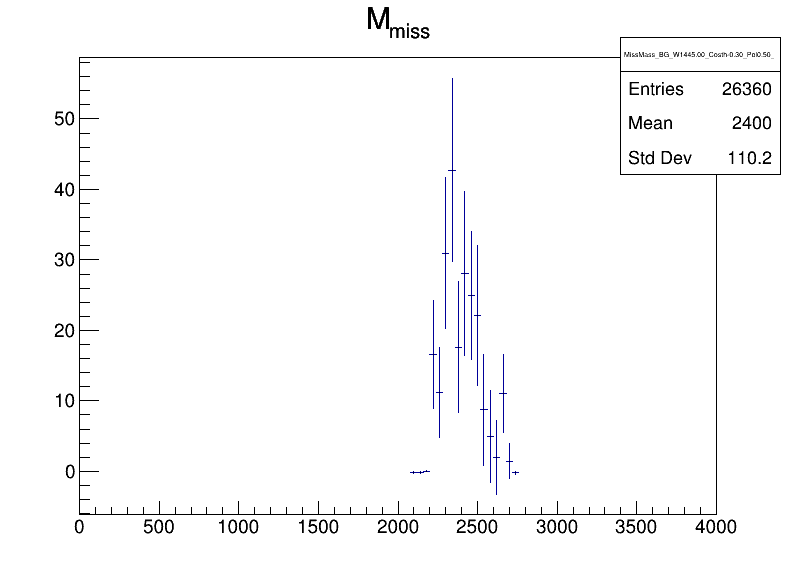 M_miss
MissMass_BG_W1445.00_Costh-0.30_Pol0.50_
Entries 26360
Mean 2400
Std Dev 110.2
50
40
30
20
10
0
0 500 1000 1500 2000 2500 3000 3500 4000